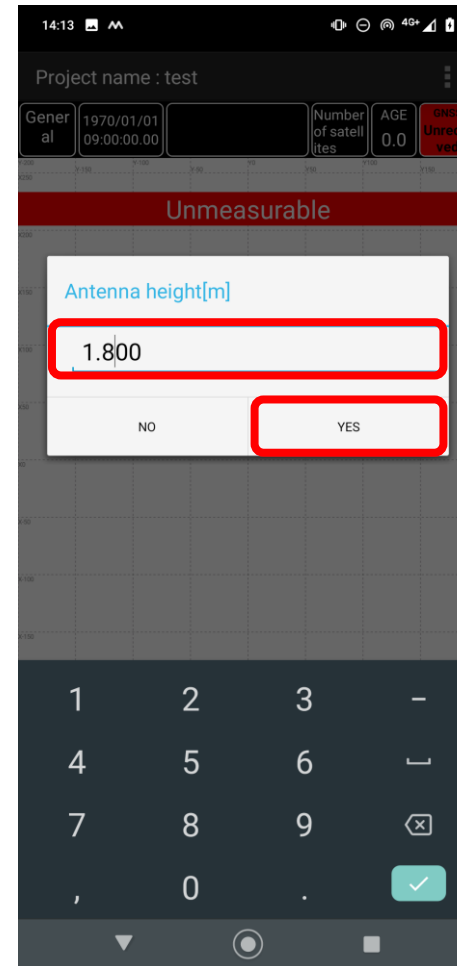 14:13
4G+
Project name : test
Gener
al
1970/01/01
09:00:00.00
Number
of satell
ites
AGE
0.0
Unmeasurable
Antenna height[m]
1.800
NO
YES
1
2
3
-
4
5
6
7
8
9
,
0
.